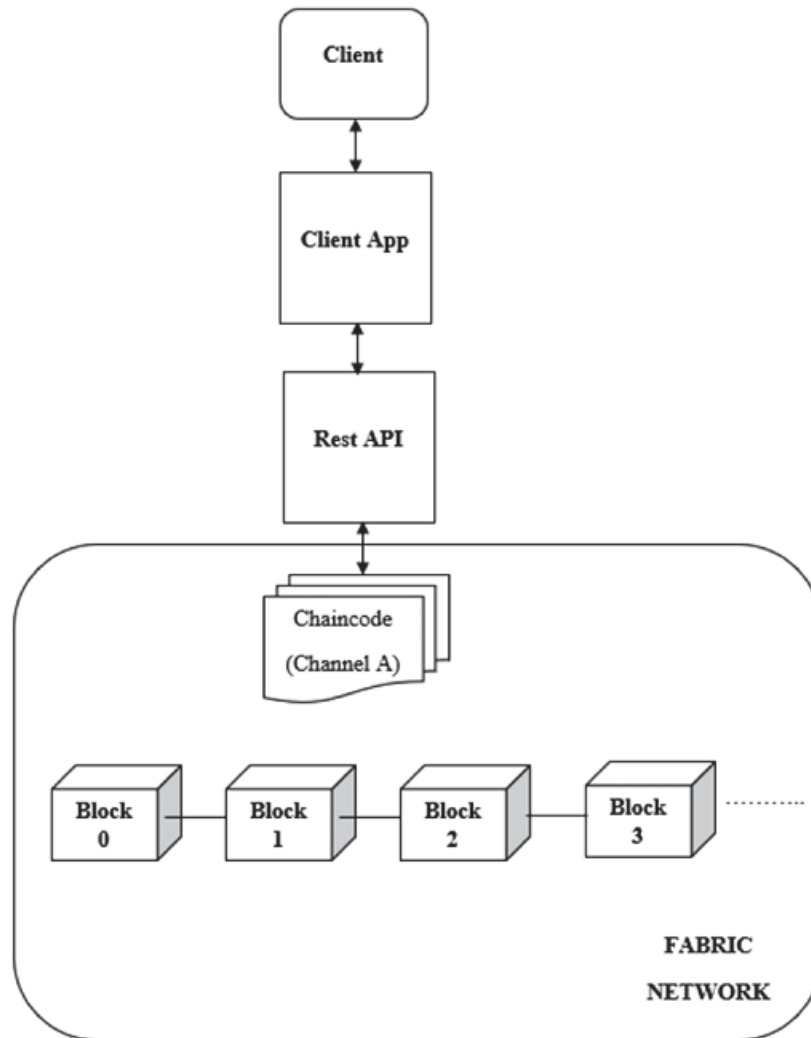 Client
Client App
Rest API
Chaincode
(Channel A)
Block
0
Block
1
Block
2
Block
3
FABRIC
NETWORK